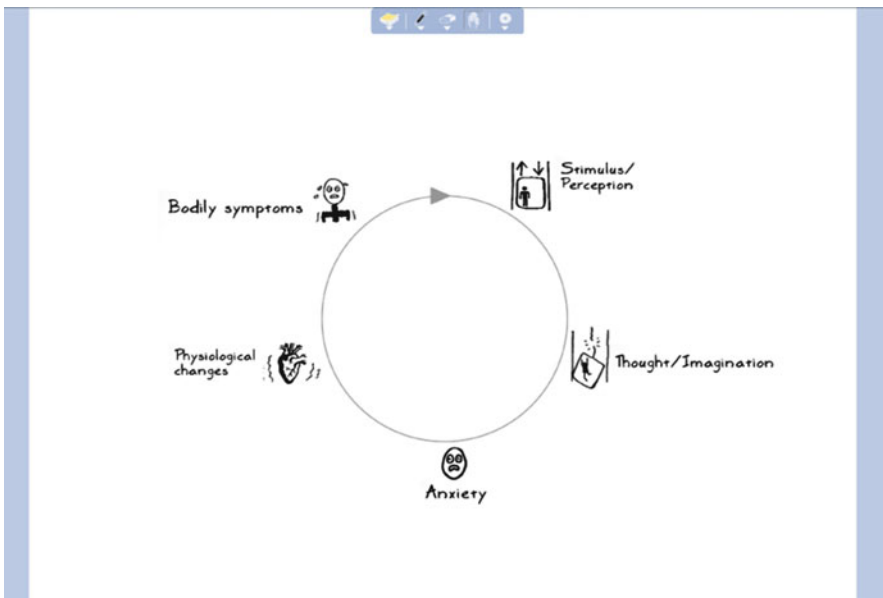 Stimulus/
Perception
Bodily symptoms
Physiological
changes
Thought/Imagination
Anxiety